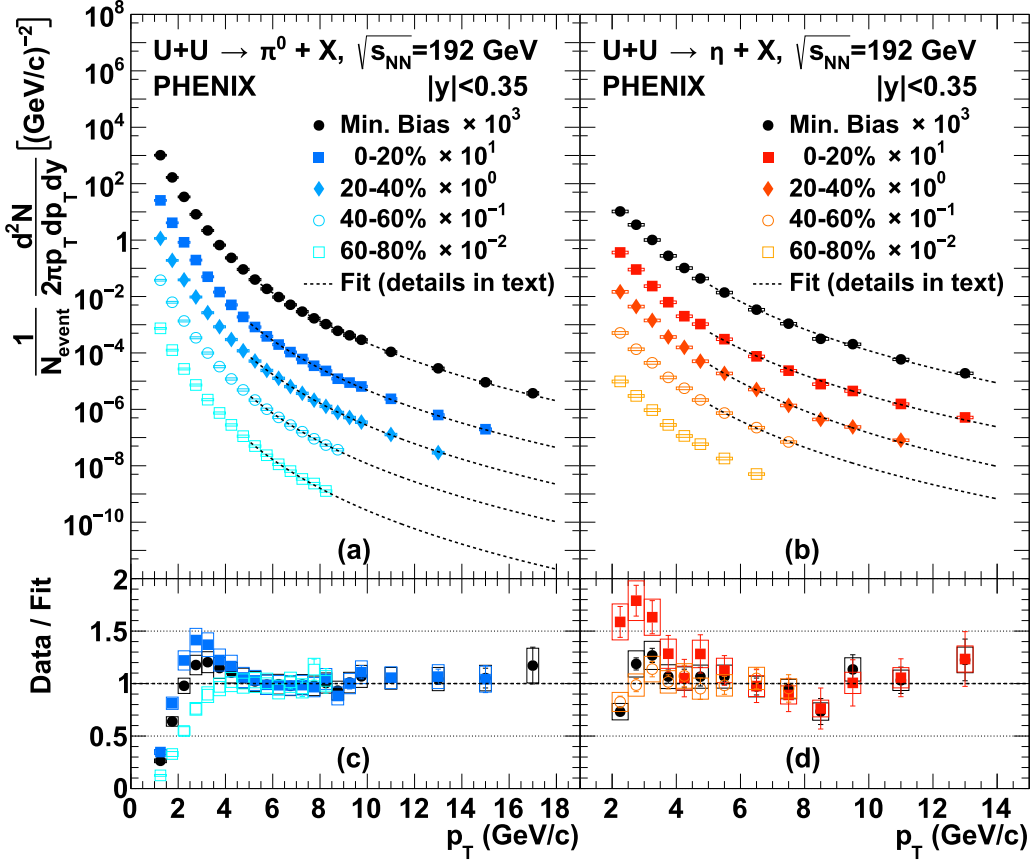 U+U → π⁰ + X, √s_NN=192 GeV
PHENIX |y|<0.35
Min. Bias × 10³
0-20% × 10¹
20-40% × 10⁰
40-60% × 10⁻¹
60-80% × 10⁻²
Fit (details in text)
(a)
U+U → η + X, √s_NN=192 GeV
PHENIX |y|<0.35
Min. Bias × 10³
0-20% × 10¹
20-40% × 10⁰
40-60% × 10⁻¹
60-80% × 10⁻²
Fit (details in text)
(b)
1/N_event d²N/2πp_T dp_T dy [(GeV/c)⁻²]
10⁸
10⁶
10⁴
10²
1
10⁻²
10⁻⁴
10⁻⁶
10⁻⁸
10⁻¹⁰
Data / Fit
2
1.5
1
0.5
0
(c)
(d)
0 2 4 6 8 10 12 14 16 18
2 4 6 8 10 12 14
p_T (GeV/c)
p_T (GeV/c)